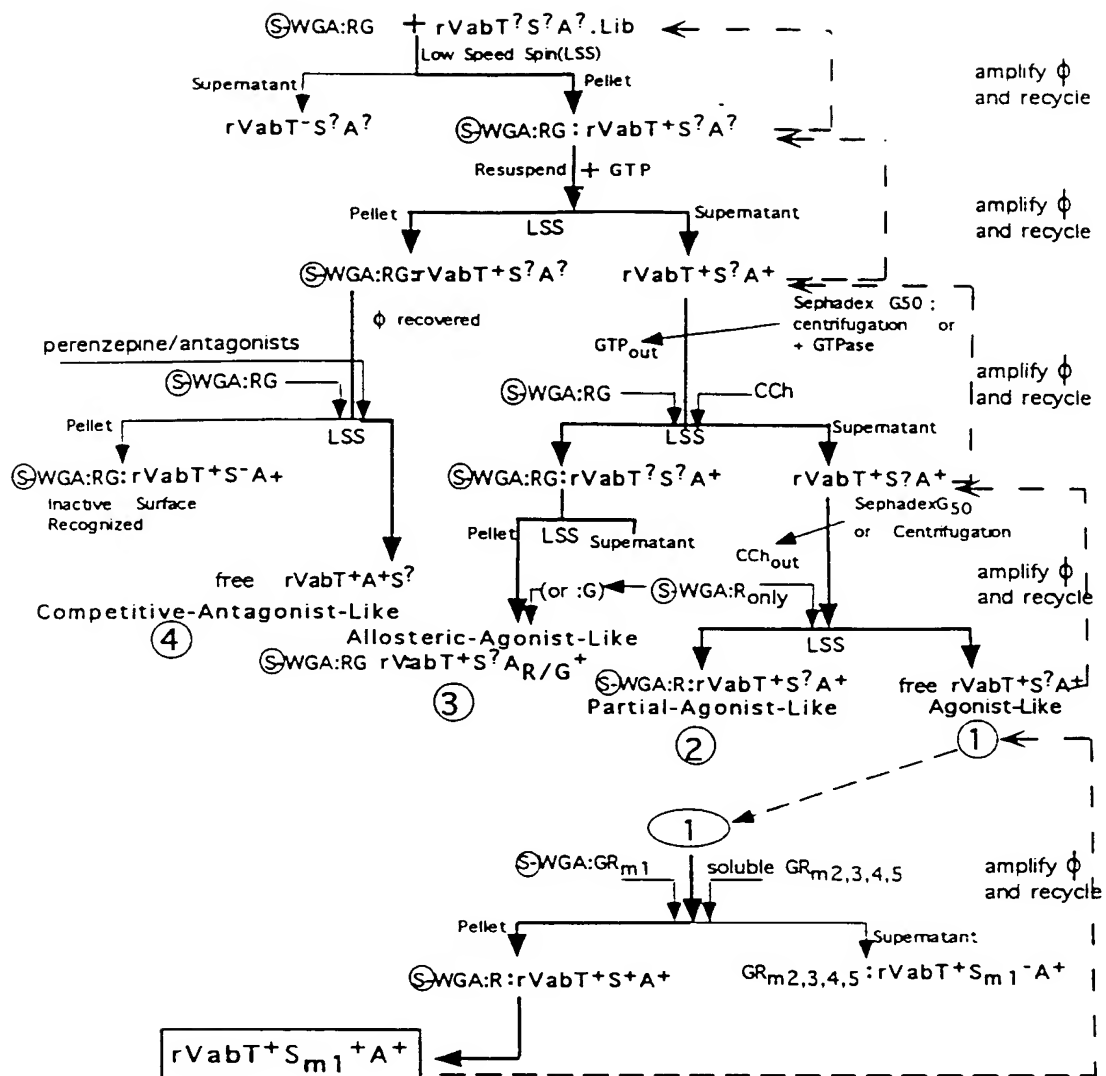 Ⓢ-WGA:RG + rVabT?S?A?.Lib
Low Speed Spin(LSS)
Supernatant
Pellet
amplify ϕ
and recycle
rVabT-S?A?
Ⓢ-WGA:RG : rVabT+S?A?
Resuspend + GTP
Pellet
LSS
Supernatant
amplify ϕ
and recycle
Ⓢ-WGA:RG:rVabT+S?A?
rVabT+S?A+
ϕ recovered
Sephadex G50 ;
centrifugation or
+ GTPase
GTPout
perenzepine/antagonists
Ⓢ-WGA:RG
Ⓢ-WGA:RG
CCh
amplify ϕ
and recycle
Pellet
LSS
LSS
Supernatant
Ⓢ-WGA:RG:rVabT+S-A+
Inactive Surface
Recognized
Ⓢ-WGA:RG:rVabT?S?A+
rVabT+S?A+
SephadexG50
or Centrifugation
Pellet
LSS
Supernatant
CChout
free rVabT+A+S?
Competitive-Antagonist-Like
4
(or :G)
Ⓢ-WGA:Ronly
amplify ϕ
and recycle
Allosteric-Agonist-Like
Ⓢ-WGA:RG rVabT+S?AR/G+
3
LSS
Ⓢ-WGA:R:rVabT+S?A+
Partial-Agonist-Like
2
free rVabT+S?A+
Agonist-Like
1
1
Ⓢ-WGA:GRm1
soluble GRm2,3,4,5
amplify ϕ
and recycle
Pellet
Supernatant
Ⓢ-WGA:R:rVabT+S+A+
GRm2,3,4,5:rVabT+Sm1-A+
rVabT+Sm1+A+